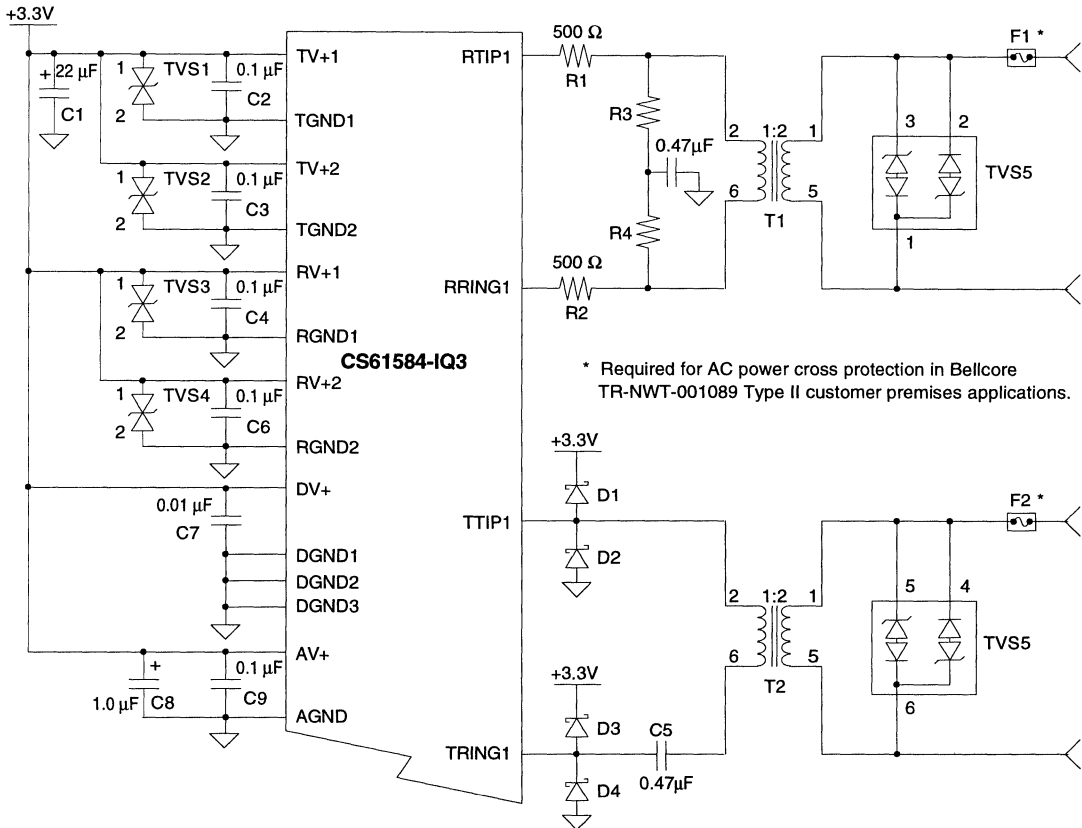 +3.3V
+ 22 µF
C1
1
TVS1
2
0.1 µF
C2
TV+1
TGND1
1
TVS2
2
0.1 µF
C3
TV+2
TGND2
1
TVS3
2
0.1 µF
C4
RV+1
RGND1
1
TVS4
2
0.1 µF
C6
RV+2
RGND2
0.01 µF
C7
DV+
DGND1
DGND2
DGND3
+
1.0 µF
C8
0.1 µF
C9
AV+
AGND
CS61584-IQ3
RTIP1
500 Ω
R1
R3
0.47µF
R4
RRING1
500 Ω
R2
2
1:2
1
6
5
T1
F1 *
3
2
TVS5
1
* Required for AC power cross protection in Bellcore
TR-NWT-001089 Type II customer premises applications.
+3.3V
D1
TTIP1
D2
+3.3V
D3
TRING1
D4
C5
0.47µF
2
1:2
1
6
5
T2
F2 *
5
4
TVS5
6